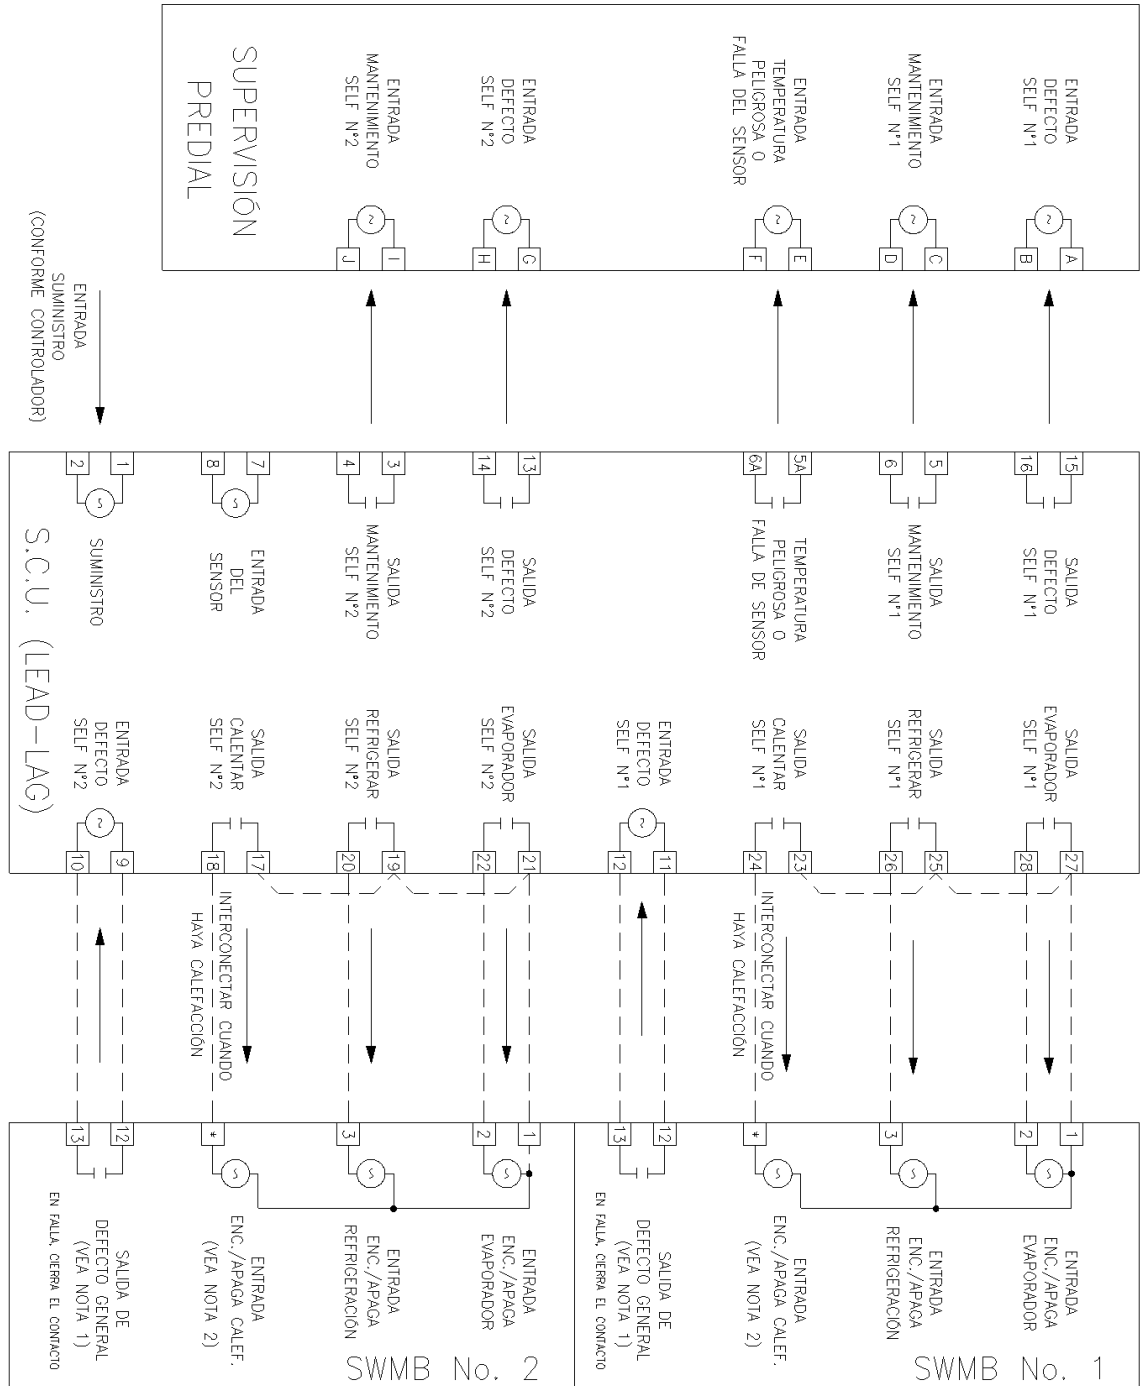 ENTRADA
DEFECTO
SELF N°1
A
B
ENTRADA
MANTENIMIENTO
SELF N°1
C
D
ENTRADA
TEMPERATURA
PELIGROSA O
FALLA DEL SENSOR
E
F
ENTRADA
DEFECTO
SELF N°2
G
H
ENTRADA
MANTENIMIENTO
SELF N°2
I
J
SUPERVISIÓN
PREDIAL
ENTRADA
SUMINISTRO
(CONFORME CONTROLADOR)
15
16
SALIDA
DEFECTO
SELF N°1
5
6
SALIDA
MANTENIMIENTO
SELF N°1
5A
6A
TEMPERATURA
PELIGROSA O
FALLA DE SENSOR
13
14
SALIDA
DEFECTO
SELF N°2
3
4
SALIDA
MANTENIMIENTO
SELF N°2
7
8
ENTRADA
DEL
SENSOR
1
2
SUMINISTRO
SALIDA
EVAPORADOR
SELF N°1
27
28
SALIDA
REFRIGERAR
SELF N°1
25
26
SALIDA
CALENTAR
SELF N°1
23
24
ENTRADA
DEFECTO
SELF N°1
11
12
SALIDA
EVAPORADOR
SELF N°2
21
22
SALIDA
REFRIGERAR
SELF N°2
19
20
SALIDA
CALENTAR
SELF N°2
17
18
ENTRADA
DEFECTO
SELF N°2
9
10
S.C.U. (LEAD-LAG)
INTERCONECTAR CUANDO
HAYA CALEFACCIÓN
INTERCONECTAR CUANDO
HAYA CALEFACCIÓN
SWMB No. 1
1
2
ENTRADA
ENC./APAGA
EVAPORADOR
3
ENTRADA
ENC./APAGA
REFRIGERACIÓN
*
ENTRADA
ENC./APAGA CALEF.
(VEA NOTA 2)
12
13
SALIDA DE
DEFECTO GENERAL
(VEA NOTA 1)
EN FALLA, CIERRA EL CONTACTO
SWMB No. 2
1
2
ENTRADA
ENC./APAGA
EVAPORADOR
3
ENTRADA
ENC./APAGA
REFRIGERACIÓN
*
ENTRADA
ENC./APAGA CALEF.
(VEA NOTA 2)
12
13
SALIDA DE
DEFECTO GENERAL
(VEA NOTA 1)
EN FALLA, CIERRA EL CONTACTO